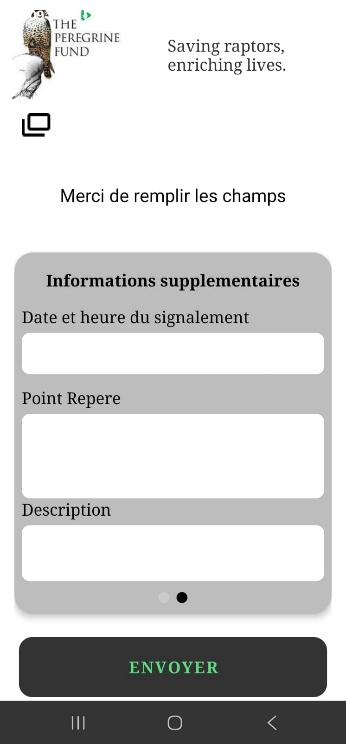 THE
PEREGRINE
FUND
Saving raptors,
enriching lives.
Merci de remplir les champs
Informations supplementaires
Date et heure du signalement
Point Repere
Description
ENVOYER